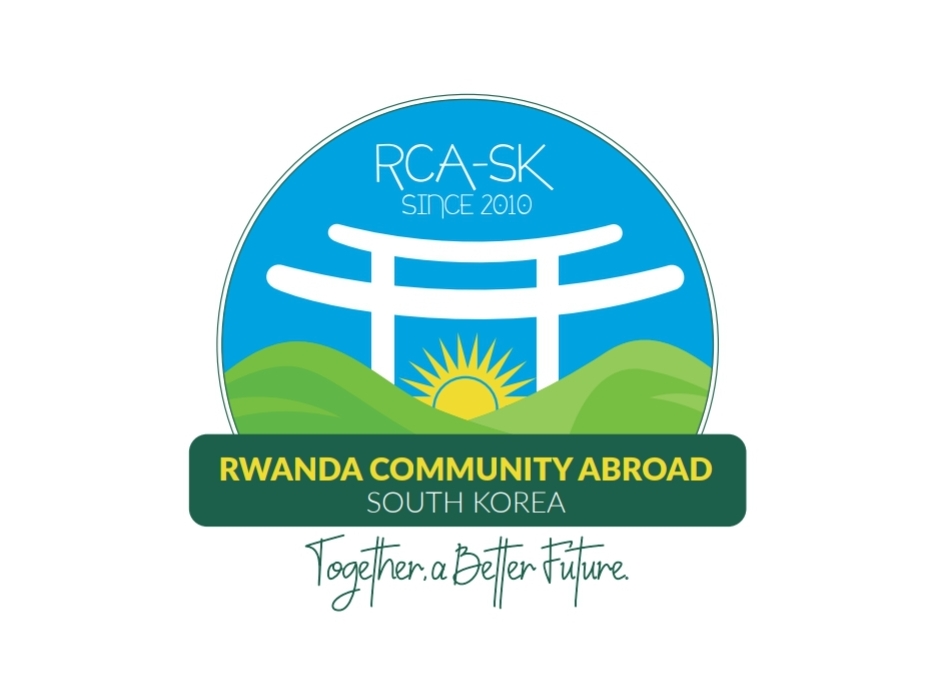 RCA-SK
SINCE 2010
RWANDA COMMUNITY ABROAD
SOUTH KOREA
Together, a Better Future.